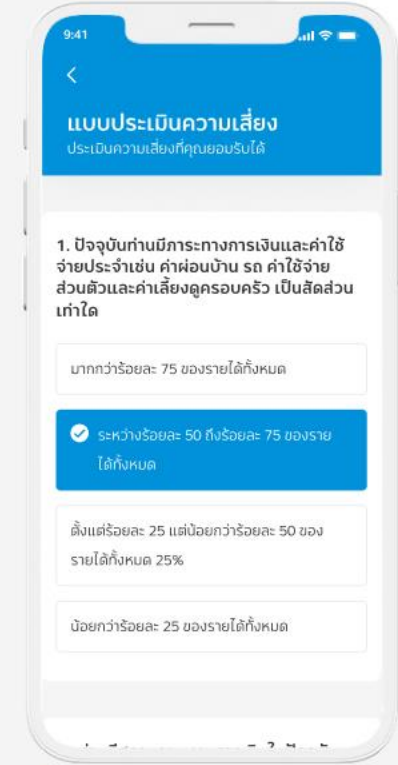 9:41
แบบประเมินความเสี่ยง
ประเมินความเสี่ยงที่คุณยอมรับได้
1. ปัจจุบันท่านมีภาระทางการเงินและค่าใช้
จ่ายประจำเช่น ค่าผ่อนบ้าน รถ ค่าใช้จ่าย
ส่วนตัวและค่าเลี้ยงดูครอบครัว เป็นสัดส่วน
เท่าใด
มากกว่าร้อยละ 75 ของรายได้ทั้งหมด
ระหว่างร้อยละ 50 ถึงร้อยละ 75 ของราย
ได้ทั้งหมด
ตั้งแต่ร้อยละ 25 แต่น้อยกว่าร้อยละ 50 ของ
รายได้ทั้งหมด 25%
น้อยกว่าร้อยละ 25 ของรายได้ทั้งหมด